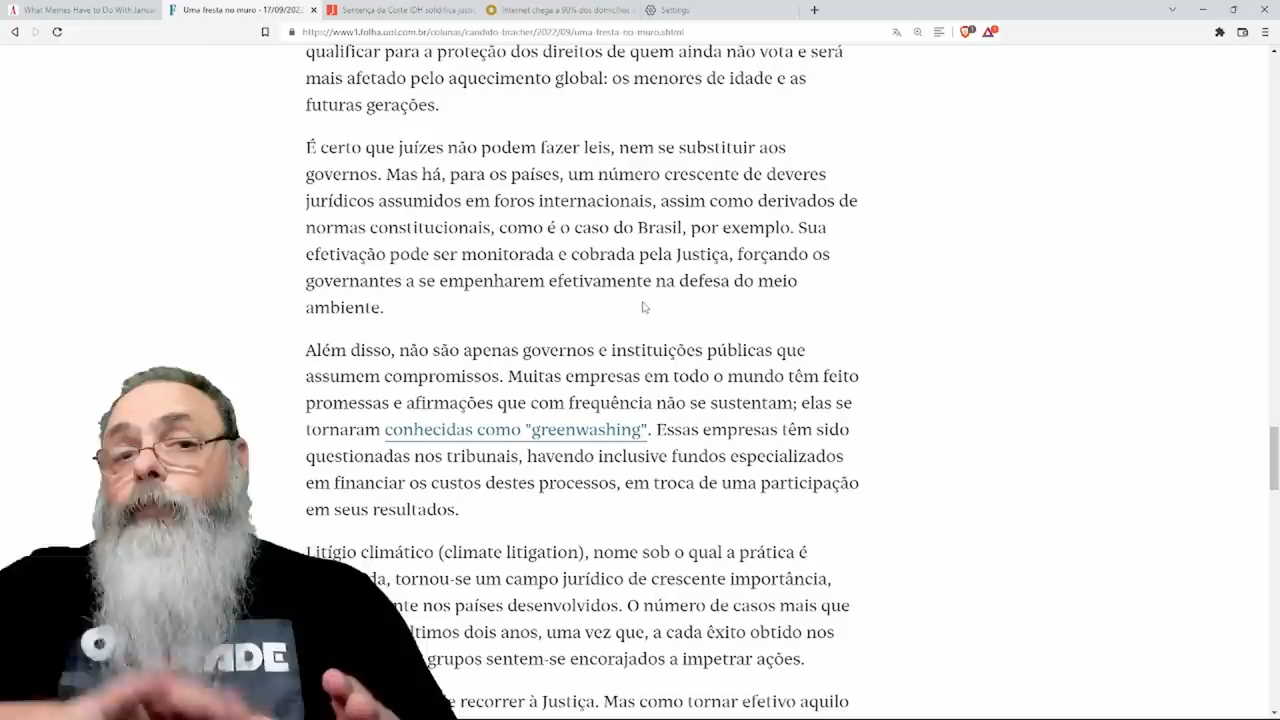 What Memes Have to Do With Janua
Uma fresta no muro - 17/09/2022
Sentença da Corte IDH solidifica justiç
Internet chega a 90% dos domicílios
Settings
https://www1.folha.uol.com.br/colunas/candido-bracher/2022/09/uma-fresta-no-muro.shtml
qualificar para a proteção dos direitos de quem ainda não vota e será
mais afetado pelo aquecimento global: os menores de idade e as
futuras gerações.
É certo que juízes não podem fazer leis, nem se substituir aos
governos. Mas há, para os países, um número crescente de deveres
jurídicos assumidos em foros internacionais, assim como derivados de
normas constitucionais, como é o caso do Brasil, por exemplo. Sua
efetivação pode ser monitorada e cobrada pela Justiça, forçando os
governantes a se empenharem efetivamente na defesa do meio
ambiente.
Além disso, não são apenas governos e instituições públicas que
assumem compromissos. Muitas empresas em todo o mundo têm feito
promessas e afirmações que com frequência não se sustentam; elas se
tornaram conhecidas como "greenwashing". Essas empresas têm sido
questionadas nos tribunais, havendo inclusive fundos especializados
em financiar os custos destes processos, em troca de uma participação
em seus resultados.
Litígio climático (climate litigation), nome sob o qual a prática é
da, tornou-se um campo jurídico de crescente importância,
nte nos países desenvolvidos. O número de casos mais que
ltimos dois anos, uma vez que, a cada êxito obtido nos
grupos sentem-se encorajados a impetrar ações.
e recorrer à Justiça. Mas como tornar efetivo aquilo